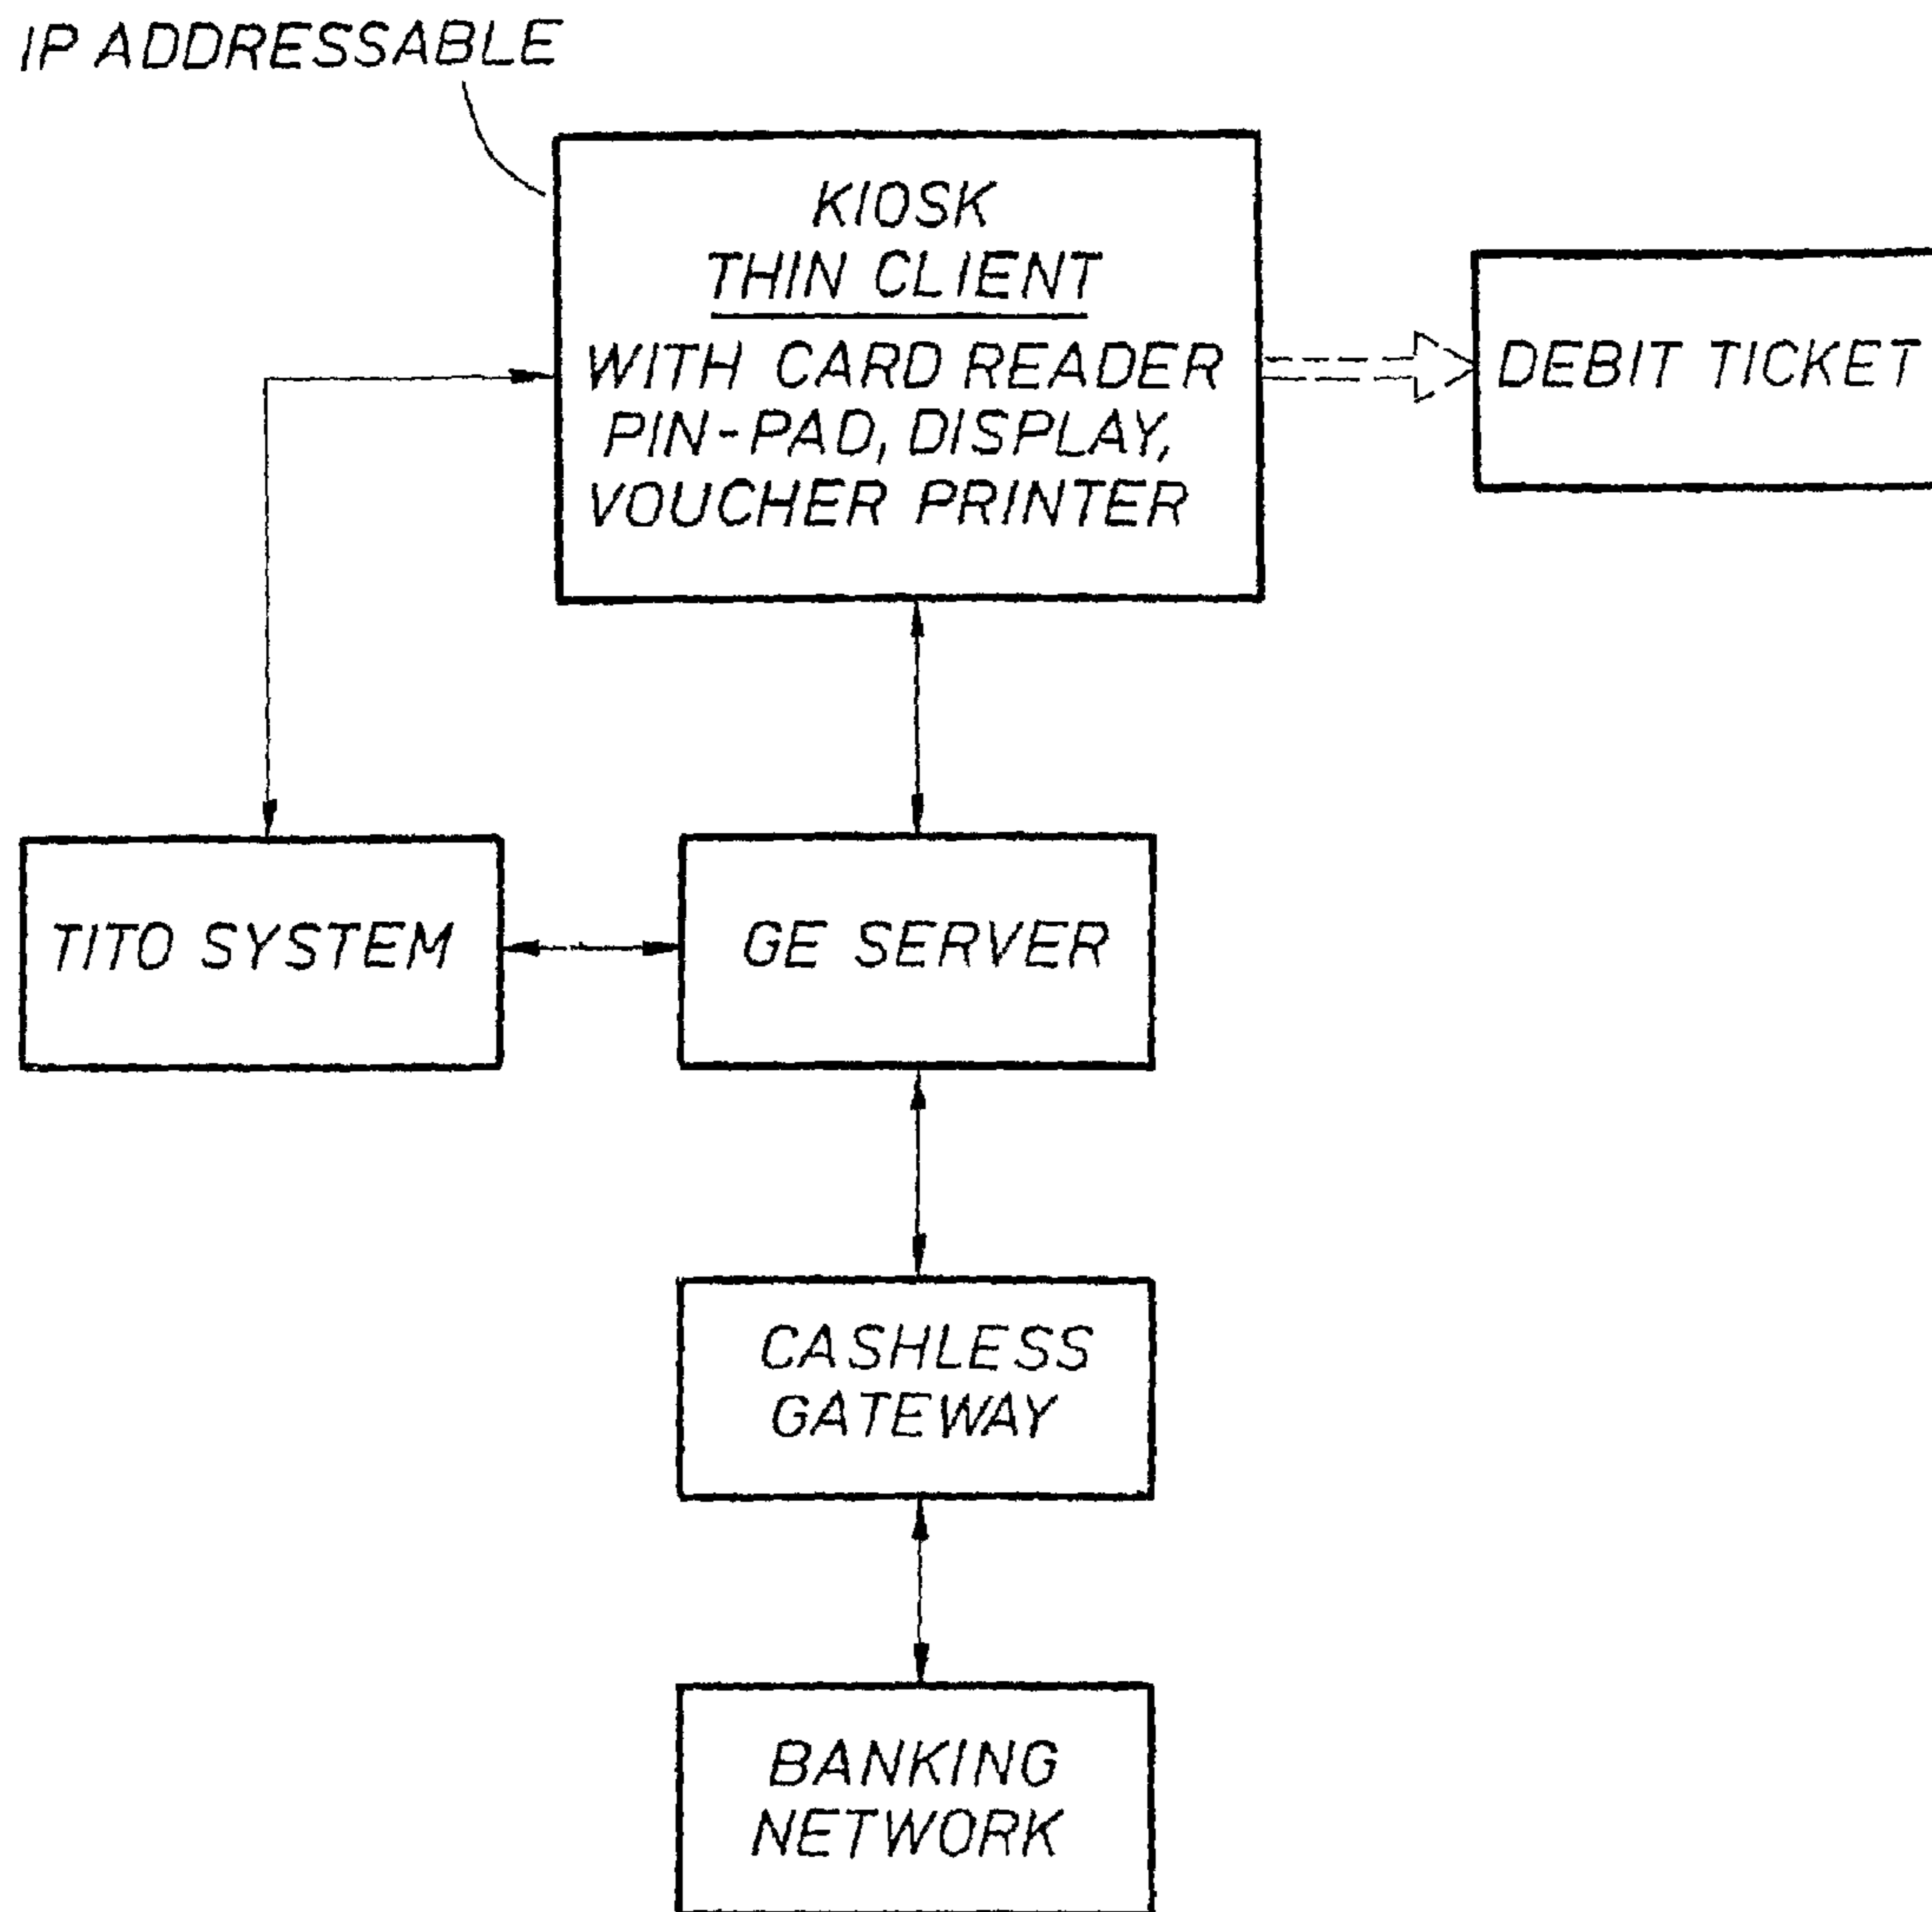 IP ADDRESSABLE
KIOSK
THIN CLIENT
WITH CARD READER
PIN-PAD, DISPLAY,
VOUCHER PRINTER
DEBIT TICKET
TITO SYSTEM
GE SERVER
CASHLESS
GATEWAY
BANKING
NETWORK